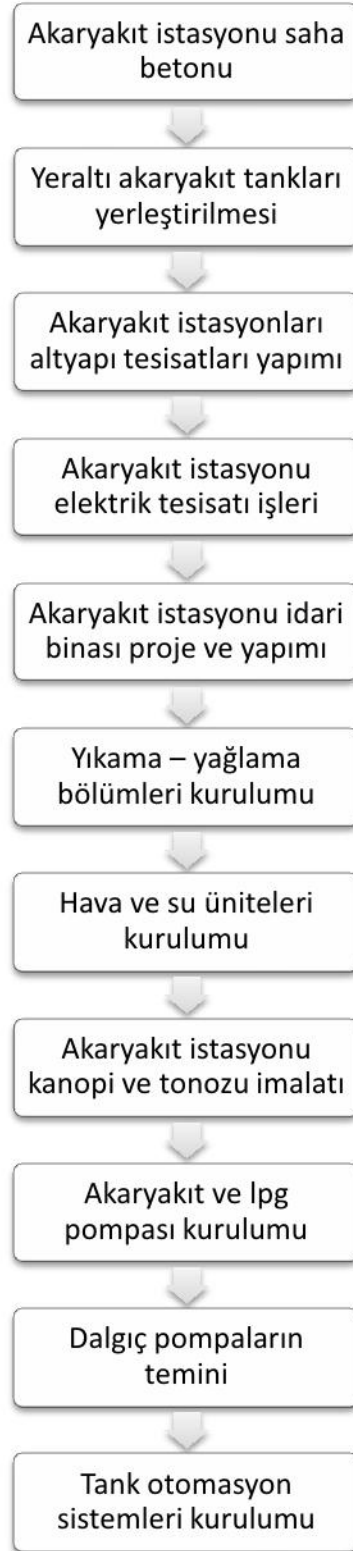 Akaryakıt istasyonu saha
betonu
Yeraltı akaryakıt tankları
yerleştirilmesi
Akaryakıt istasyonları
altyapı tesisatları yapımı
Akaryakıt istasyonu
elektrik tesisatı işleri
Akaryakıt istasyonu idari
binası proje ve yapımı
Yıkama – yağlama
bölümleri kurulumu
Hava ve su üniteleri
kurulumu
Akaryakıt istasyonu
kanopi ve tonozu imalatı
Akaryakıt ve lpg
pompası kurulumu
Dalgıç pompaların
temini
Tank otomasyon
sistemleri kurulumu